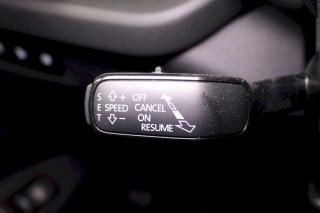 S ⇧+ OFF
E SPEED CANCEL
T ⇩− ON
RESUME